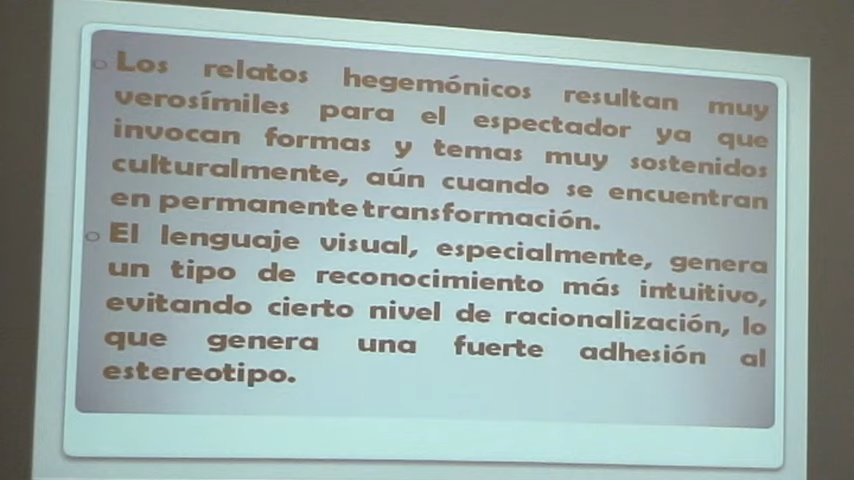 Los relatos hegemónicos resultan muy
verosímiles para el espectador ya que
invocan formas y temas muy sostenidos
culturalmente, aún cuando se encuentran
en permanente transformación.
El lenguaje visual, especialmente, genera
un tipo de reconocimiento más intuitivo,
evitando cierto nivel de racionalización, lo
que genera una fuerte adhesión al
estereotipo.